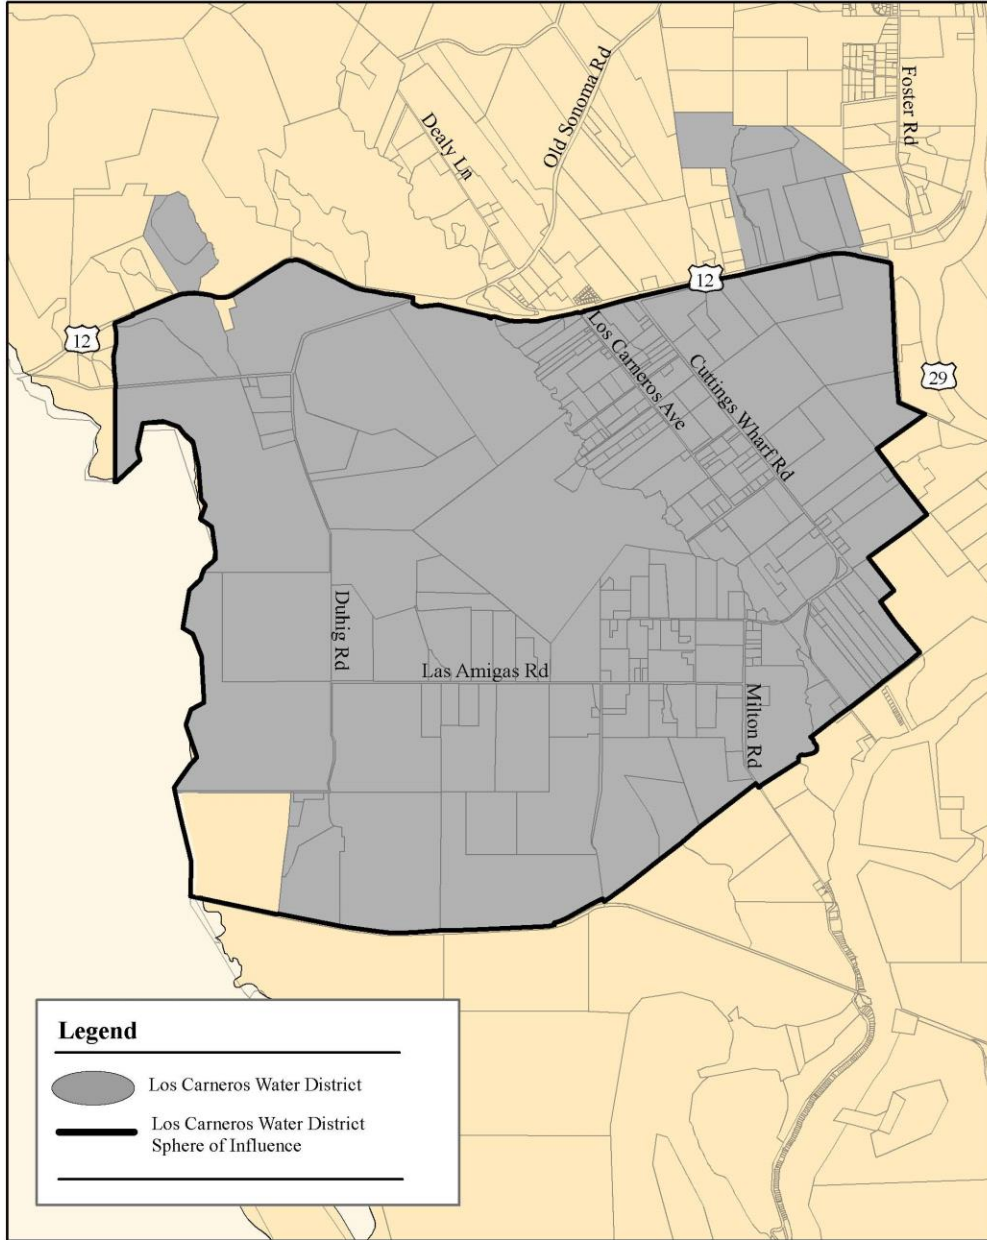 Foster Rd
Old Sonoma Rd
Dealy Ln
12
12
29
Los Carneros Ave
Cuttings Wharf Rd
Duhig Rd
Las Amigas Rd
Milton Rd
Legend
Los Carneros Water District
Los Carneros Water District
Sphere of Influence